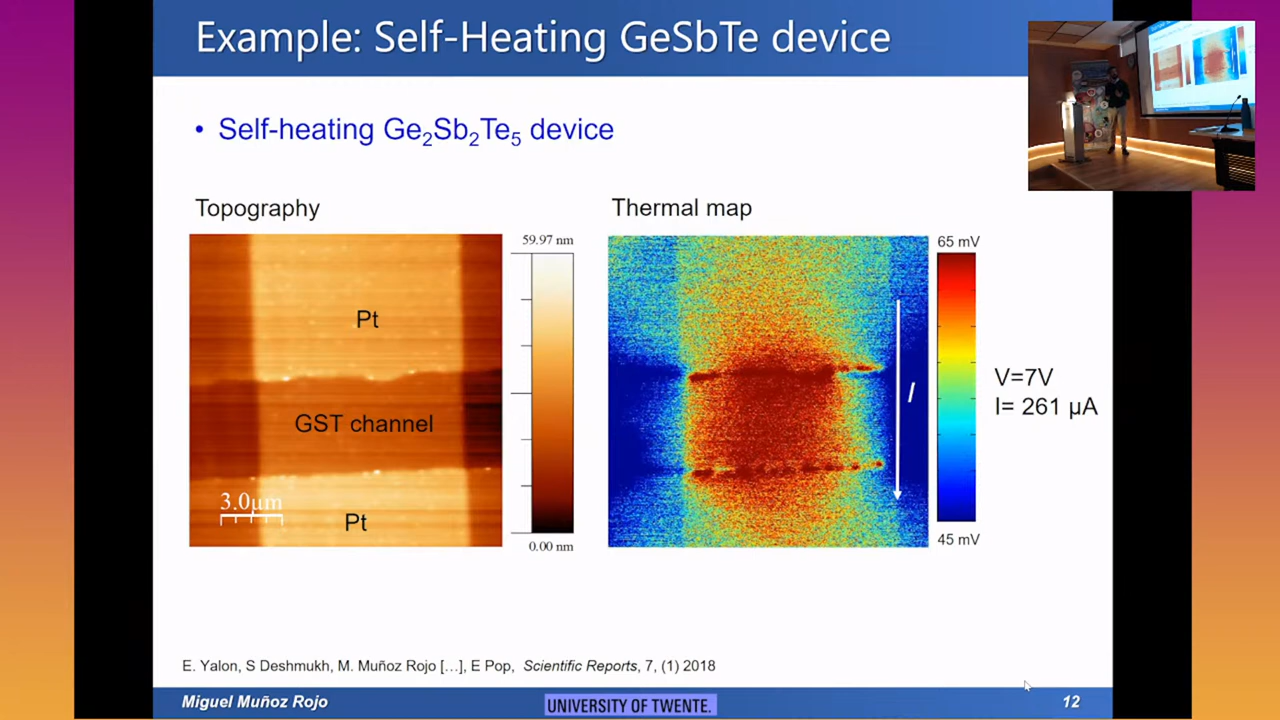 Example: Self-Heating GeSbTe device
• Self-heating Ge₂Sb₂Te₅ device
Topography
Thermal map
59.97 nm
65 mV
Pt
GST channel
3.0µm
Pt
0.00 nm
I
V=7V
I= 261 µA
45 mV
E. Yalon, S Deshmukh, M. Muñoz Rojo [...], E Pop, Scientific Reports, 7, (1) 2018
Miguel Muñoz Rojo
UNIVERSITY OF TWENTE.
12